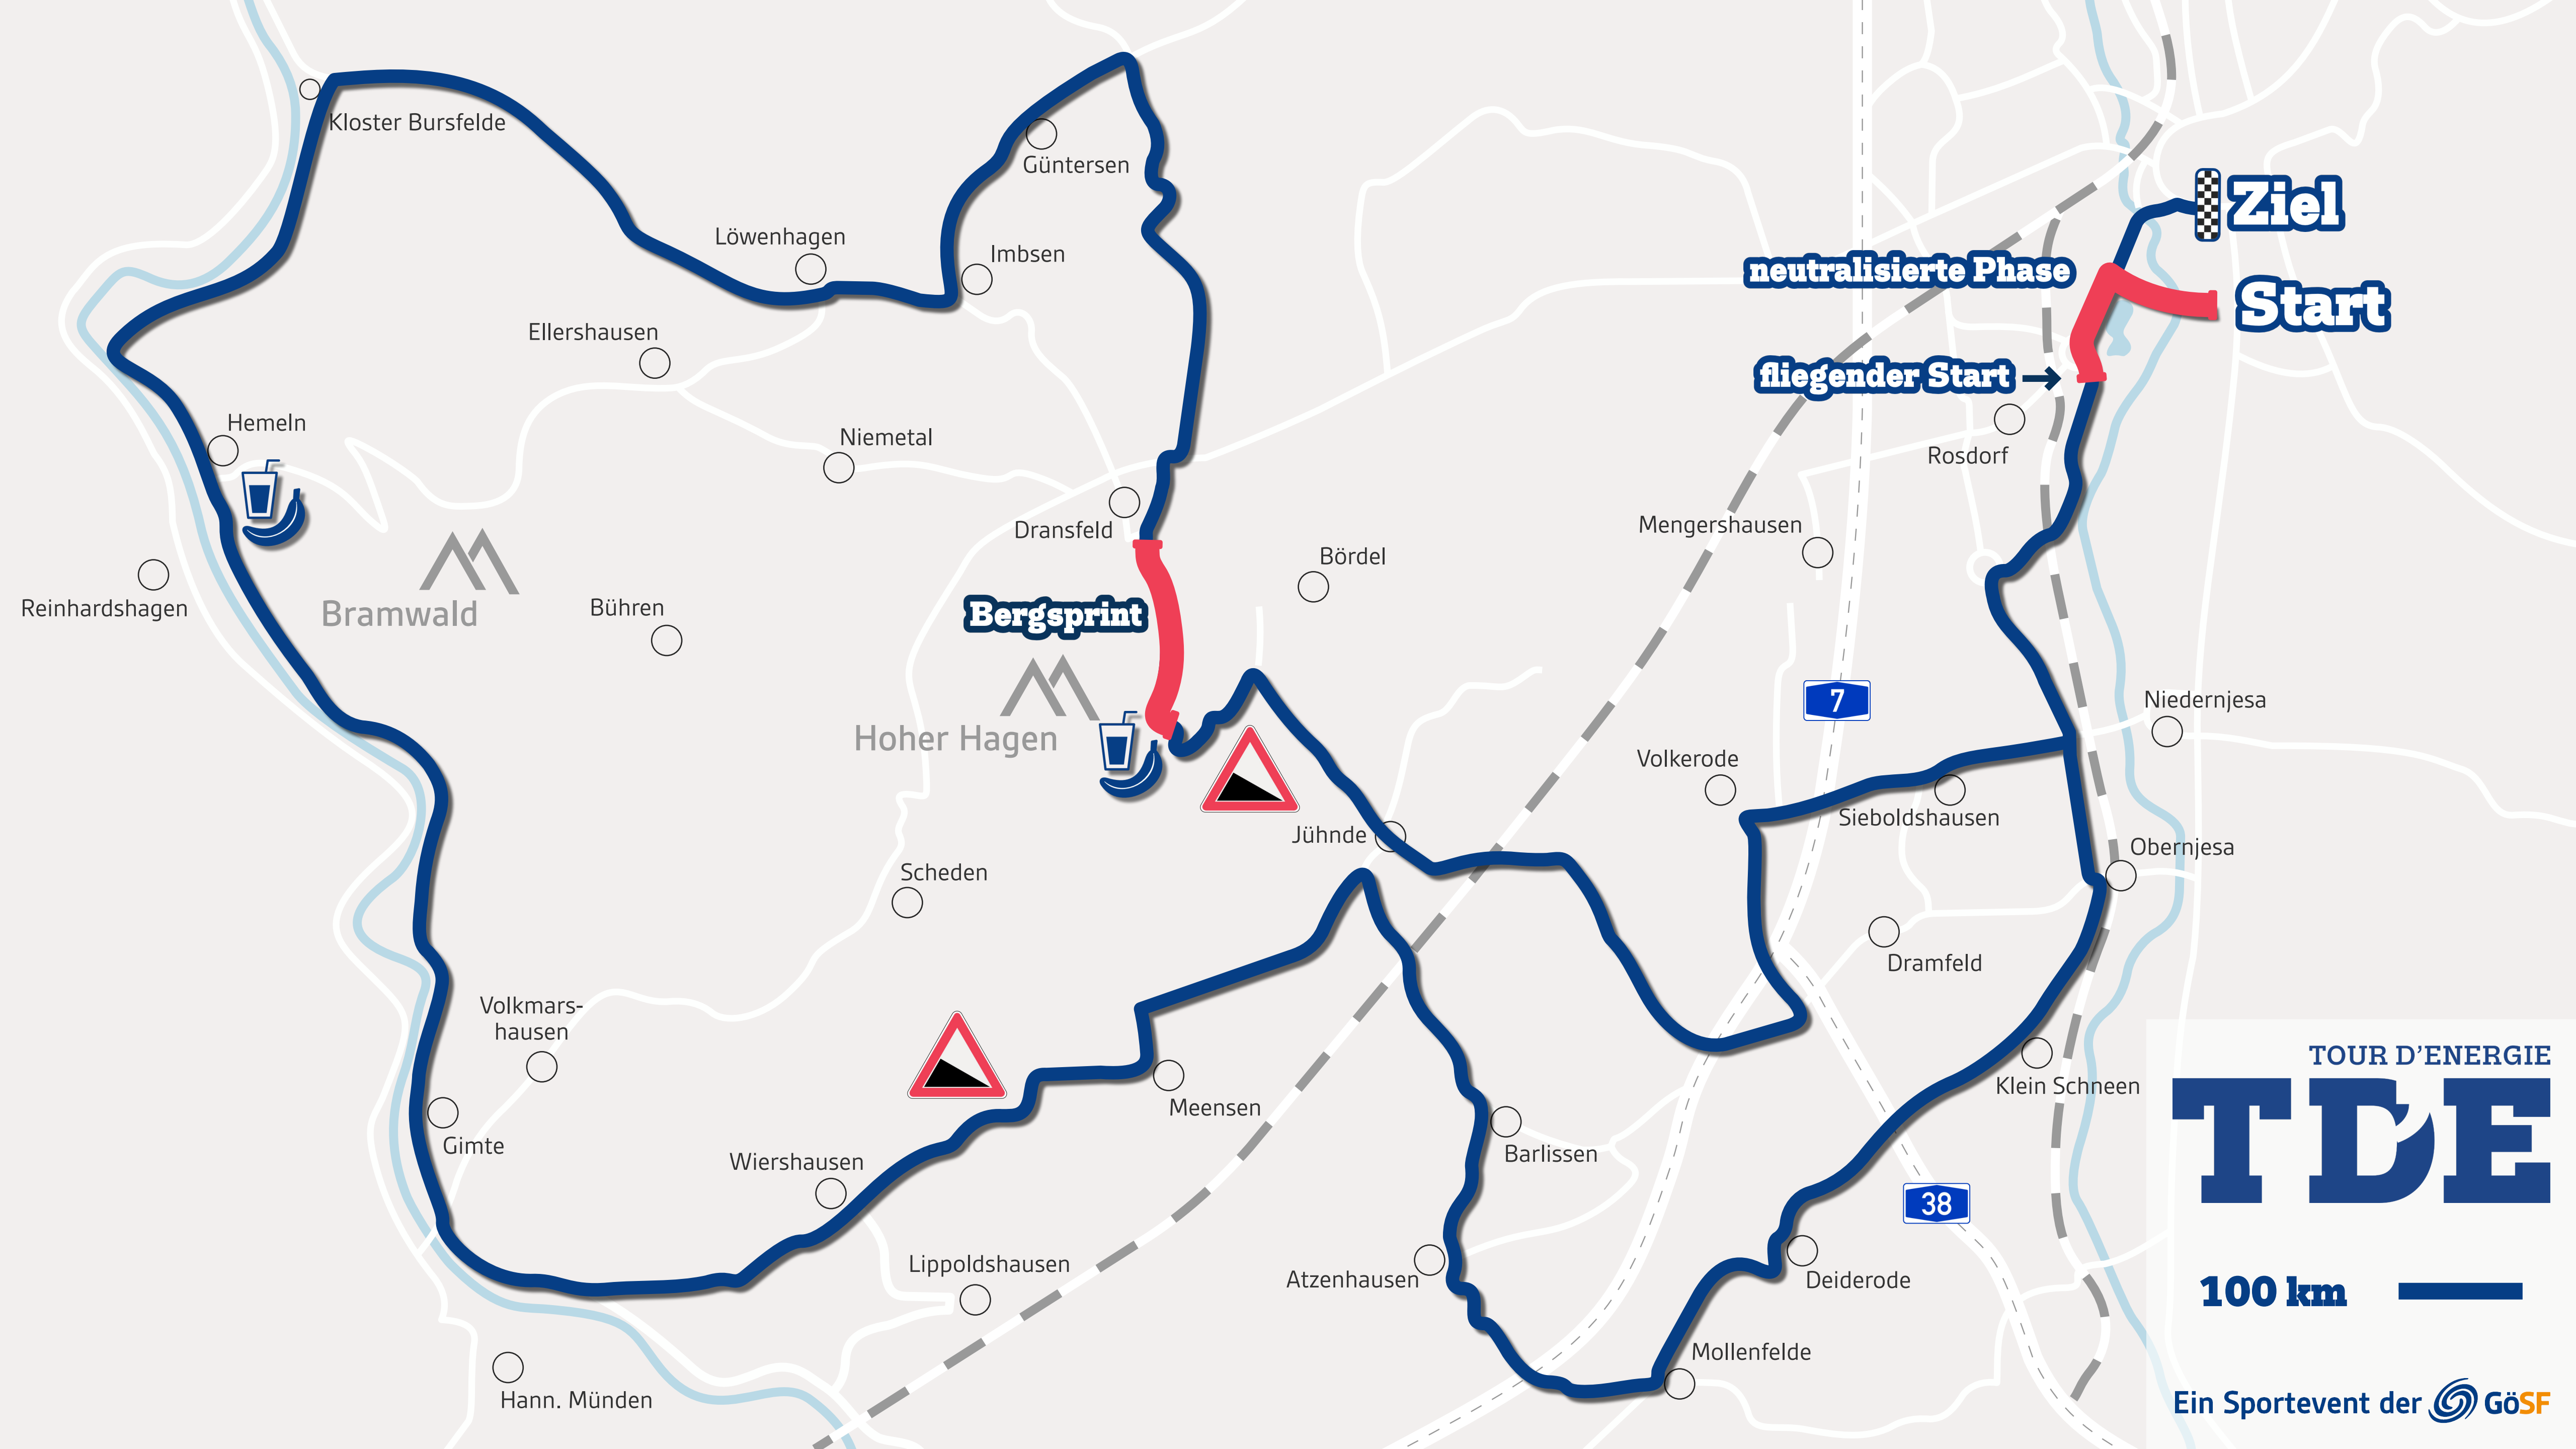 Kloster Bursfelde
Güntersen
Ziel
Löwenhagen
Imbsen
neutralisierte Phase
Start
Ellershausen
fliegender Start
Hemeln
Niemetal
Rosdorf
Dransfeld
Mengershausen
Bördel
Reinhardshagen
Bramwald
Bühren
Bergsprint
7
Niedernjesa
Hoher Hagen
Volkerode
Sieboldshausen
Jühnde
Obernjesa
Scheden
Dramfeld
Volkmars-
hausen
TOUR D'ENERGIE
TDE
Klein Schneen
Meensen
Gimte
Barlissen
Wiershausen
38
Lippoldshausen
Atzenhausen
Deiderode
100 km
Mollenfelde
Hann. Münden
Ein Sportevent der GöSF